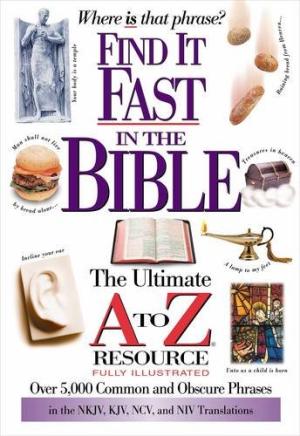 Where is that phrase?
FIND IT
FAST
IN THE
BIBLE
Your body is a temple
Raining bread from Heaven...
Man shall not live
by bread alone...
Treasures in heaven
Incline your ear
A lamp to my feet
Unto us a child is born
The Ultimate
A TO Z
RESOURCE
FULLY ILLUSTRATED
Over 5,000 Common and Obscure Phrases
in the NKJV, KJV, NCV, and NIV Translations